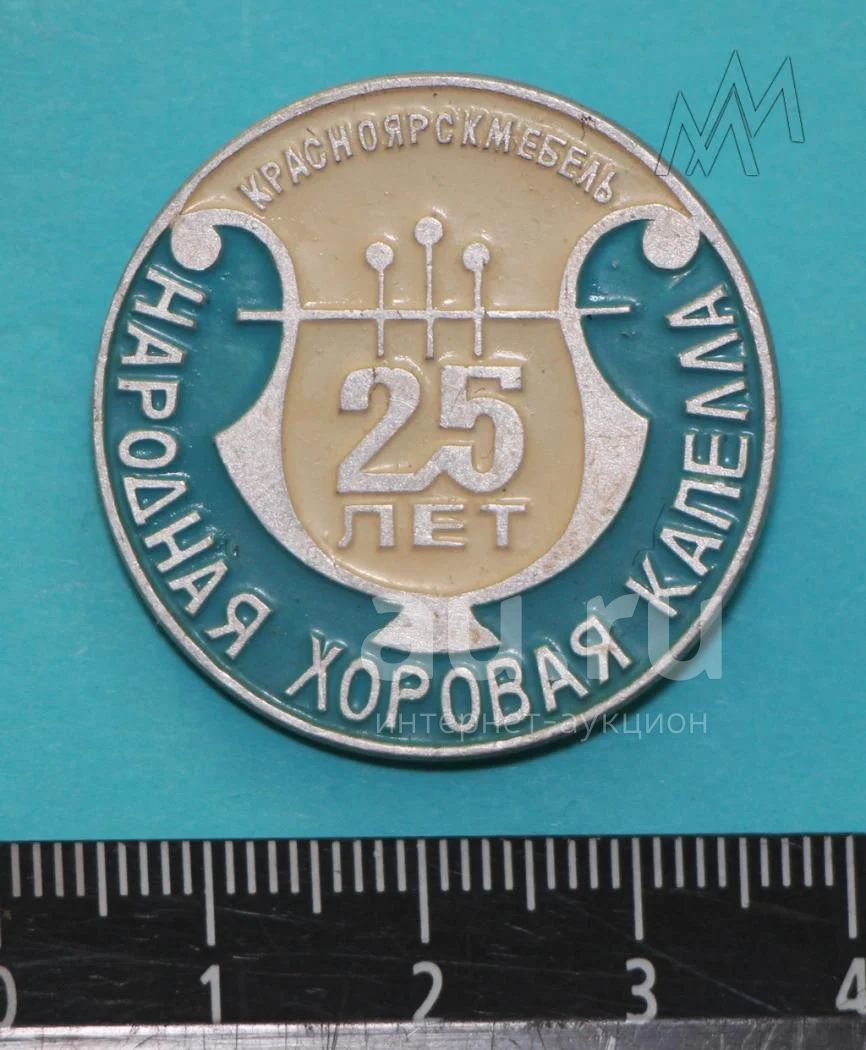 КРАСНОЯРСКМЕБЕЛЬ
25
ЛЕТ
НАРОДНАЯ ХОРОВАЯ КАПЕЛЛА
au.ru
интернет-аукцион
0 1 2 3 4